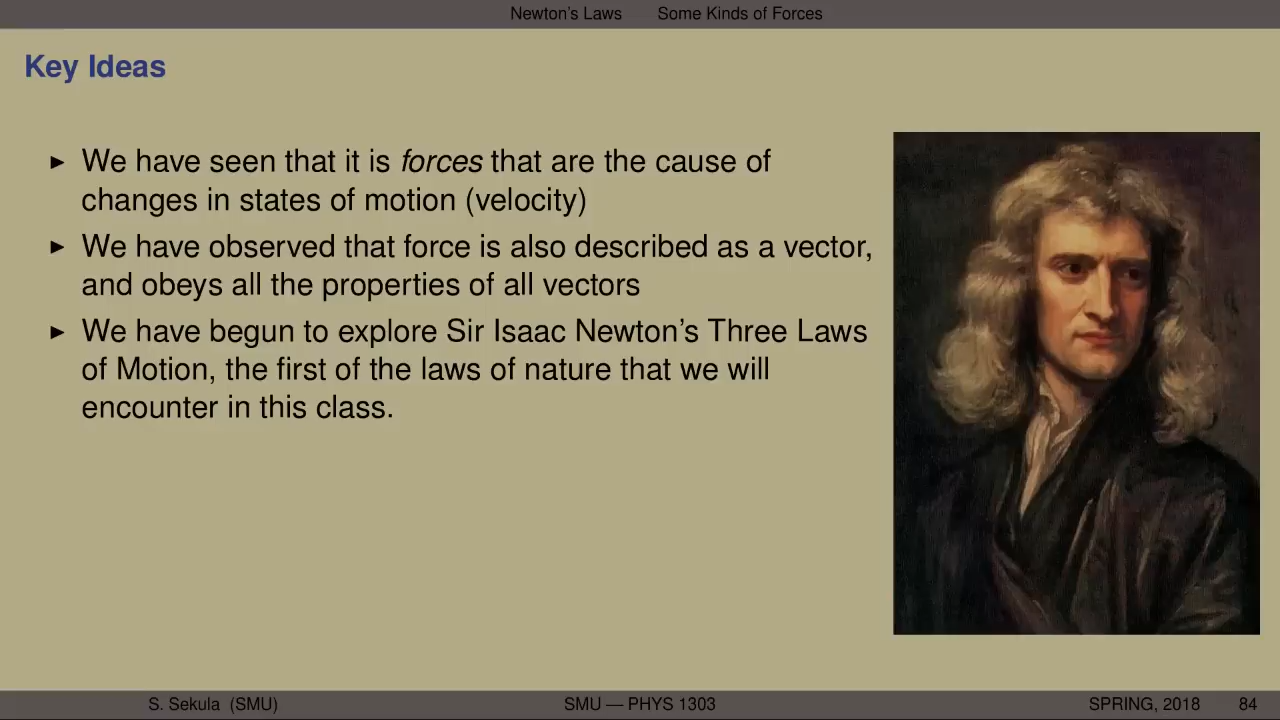 Newton's Laws Some Kinds of Forces
Key Ideas
▶ We have seen that it is forces that are the cause of
changes in states of motion (velocity)
▶ We have observed that force is also described as a vector,
and obeys all the properties of all vectors
▶ We have begun to explore Sir Isaac Newton's Three Laws
of Motion, the first of the laws of nature that we will
encounter in this class.
S. Sekula (SMU) SMU — PHYS 1303 SPRING, 2018 84